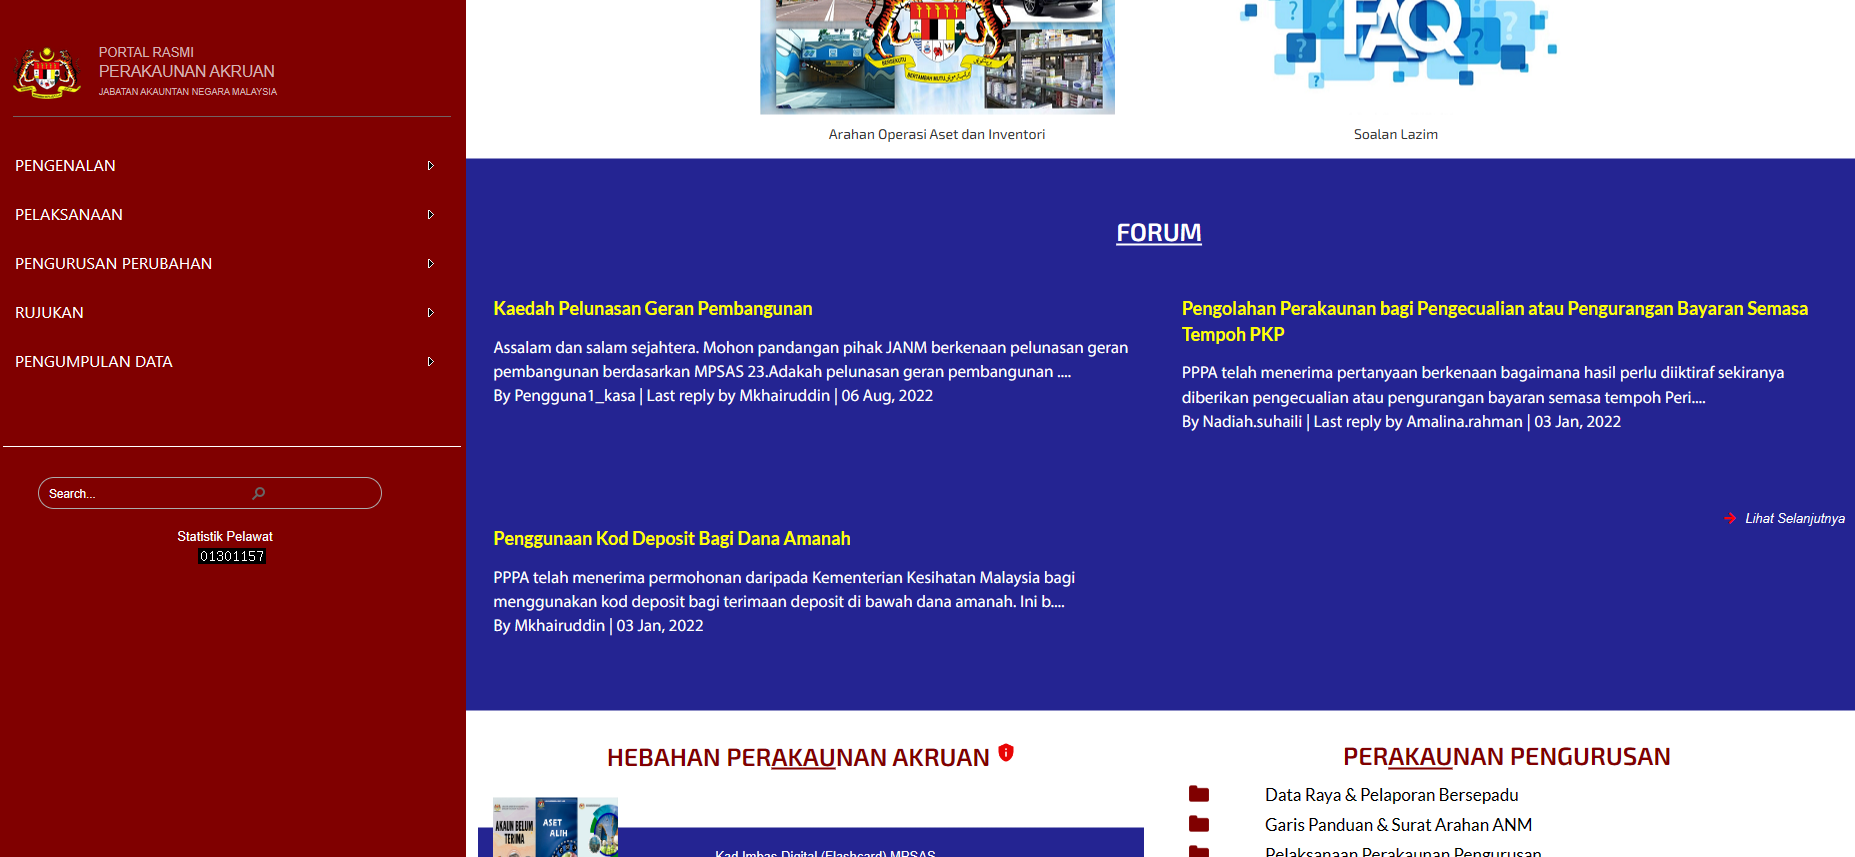 PORTAL RASMI
PERAKAUNAN AKRUAN
JABATAN AKAUNTAN NEGARA MALAYSIA
PENGENALAN
PELAKSANAAN
PENGURUSAN PERUBAHAN
RUJUKAN
PENGUMPULAN DATA
Search...
Statistik Pelawat
01301157
BERSEKUTU BERTAMBAH MUTU
FAQ
Arahan Operasi Aset dan Inventori
Soalan Lazim
FORUM
Kaedah Pelunasan Geran Pembangunan
Assalam dan salam sejahtera. Mohon pandangan pihak JANM berkenaan pelunasan geran
pembangunan berdasarkan MPSAS 23.Adakah pelunasan geran pembangunan ....
By Pengguna1_kasa | Last reply by Mkhairuddin | 06 Aug, 2022
Pengolahan Perakaunan bagi Pengecualian atau Pengurangan Bayaran Semasa
Tempoh PKP
PPPA telah menerima pertanyaan berkenaan bagaimana hasil perlu diiktiraf sekiranya
diberikan pengecualian atau pengurangan bayaran semasa tempoh Peri....
By Nadiah.suhaili | Last reply by Amalina.rahman | 03 Jan, 2022
Penggunaan Kod Deposit Bagi Dana Amanah
PPPA telah menerima permohonan daripada Kementerian Kesihatan Malaysia bagi
menggunakan kod deposit bagi terimaan deposit di bawah dana amanah. Ini b....
By Mkhairuddin | 03 Jan, 2022
Lihat Selanjutnya
HEBAHAN PERAKAUNAN AKRUAN
AKAUN BELUM
TERIMA
ASET
ALIH
Kad Imbas Digital (Flashcard) MPSAS
PERAKAUNAN PENGURUSAN
Data Raya & Pelaporan Bersepadu
Garis Panduan & Surat Arahan ANM
Pelaksanaan Perakaunan Pengurusan